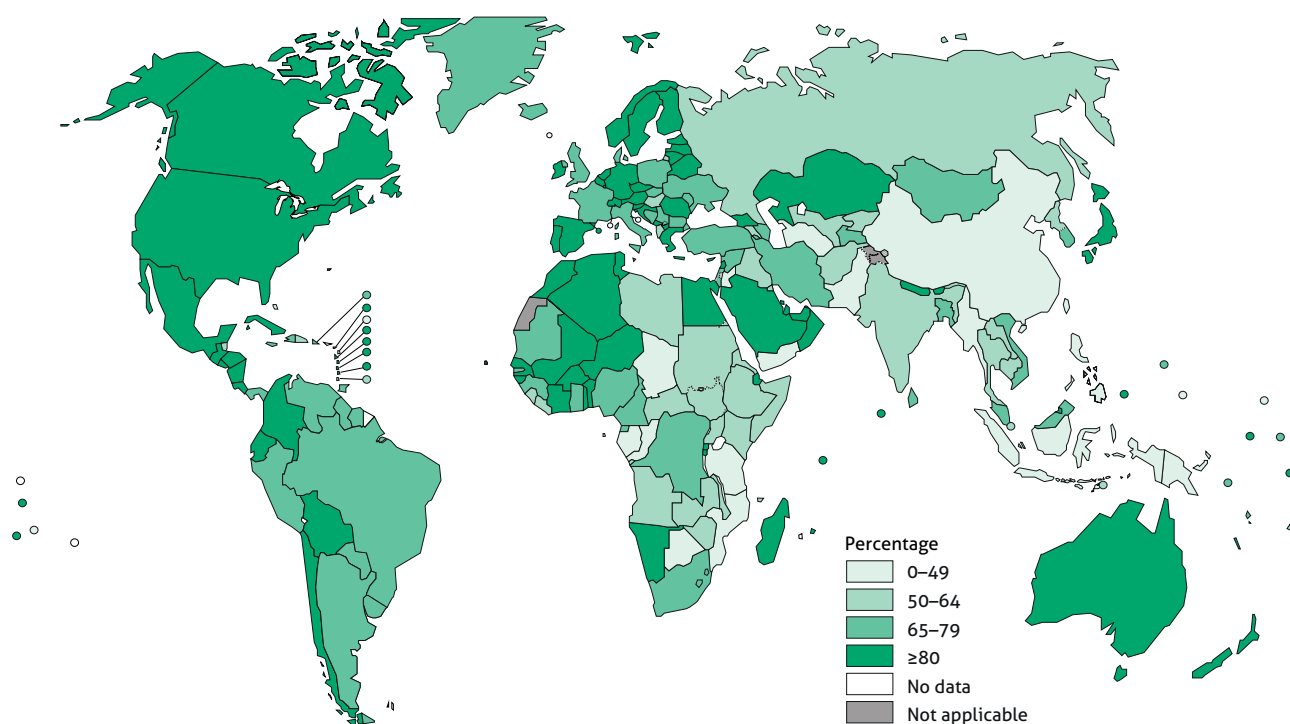 Percentage
0–49
50–64
65–79
≥80
No data
Not applicable